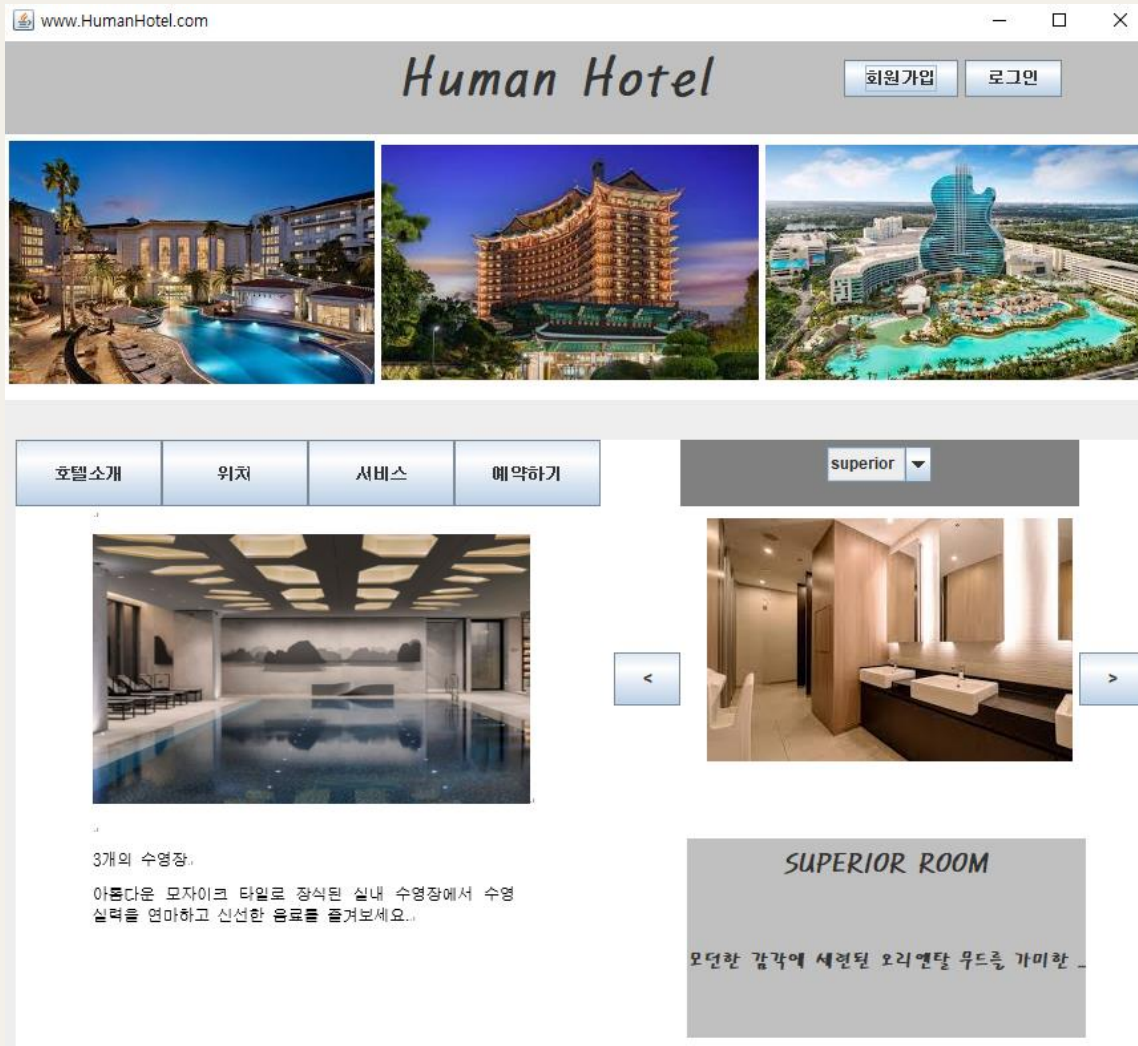 www.HumanHotel.com
Human Hotel
회원가입
로그인
호텔소개
위치
서비스
예약하기
superior
<
>
3개의 수영장.
아름다운 모자이크 타일로 장식된 실내 수영장에서 수영
실력을 연마하고 신선한 음료를 즐겨보세요.
SUPERIOR ROOM
모던한 감각에 세련된 오리엔탈 무드를 가미한 ...